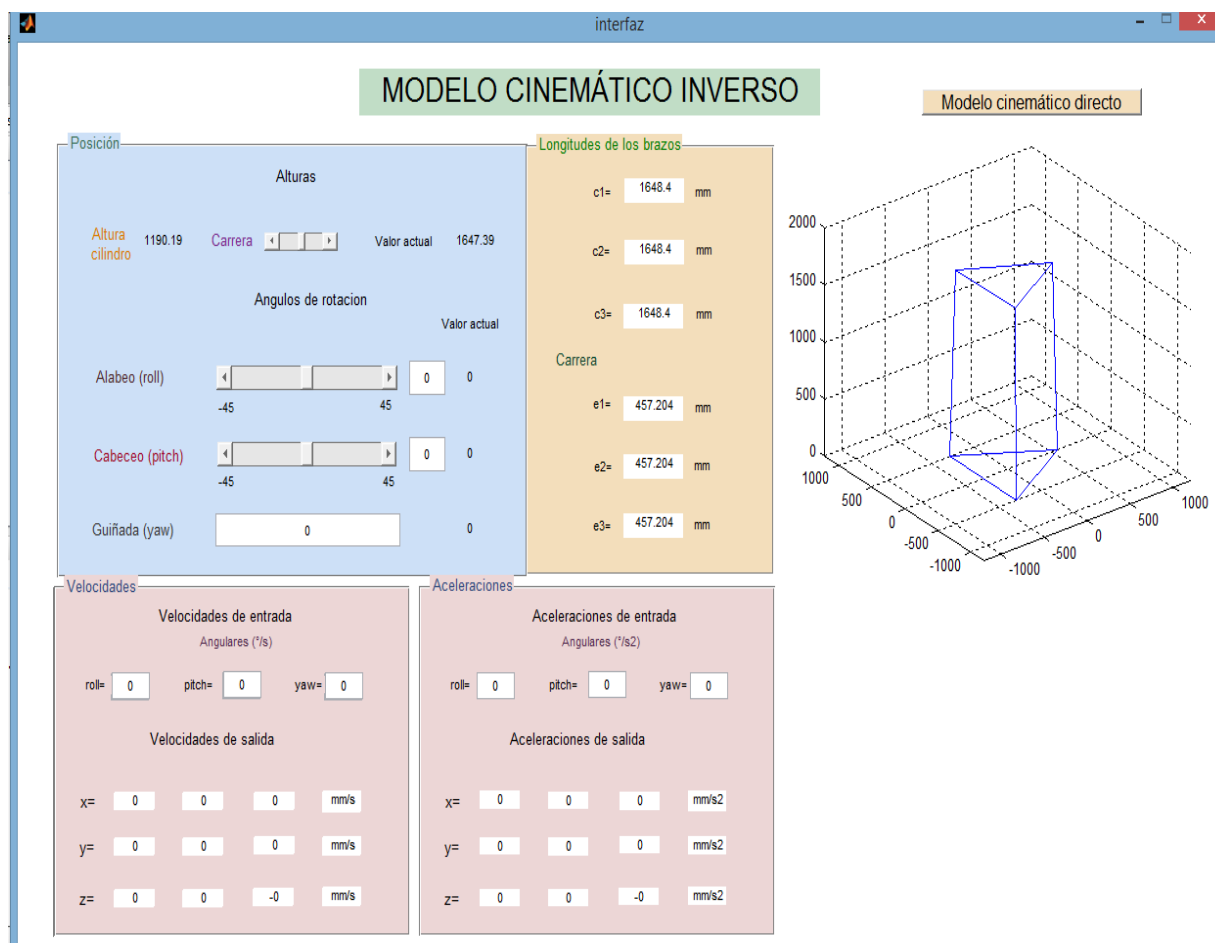 interfaz
MODELO CINEMÁTICO INVERSO
Modelo cinemático directo
Posición
Alturas
Altura cilindro 1190.19 Carrera Valor actual 1647.39
Angulos de rotacion
Valor actual
Alabeo (roll) 0 0
-45 45
Cabeceo (pitch) 0 0
-45 45
Guiñada (yaw) 0 0
Longitudes de los brazos
c1= 1648.4 mm
c2= 1648.4 mm
c3= 1648.4 mm
Carrera
e1= 457.204 mm
e2= 457.204 mm
e3= 457.204 mm
2000
1500
1000
500
0
1000
500
0
-500
-1000
-1000
-500
0
500
1000
Velocidades
Velocidades de entrada
Angulares (°/s)
roll= 0 pitch= 0 yaw= 0
Velocidades de salida
x= 0 0 0 mm/s
y= 0 0 0 mm/s
z= 0 0 -0 mm/s
Aceleraciones
Aceleraciones de entrada
Angulares (°/s2)
roll= 0 pitch= 0 yaw= 0
Aceleraciones de salida
x= 0 0 0 mm/s2
y= 0 0 0 mm/s2
z= 0 0 -0 mm/s2